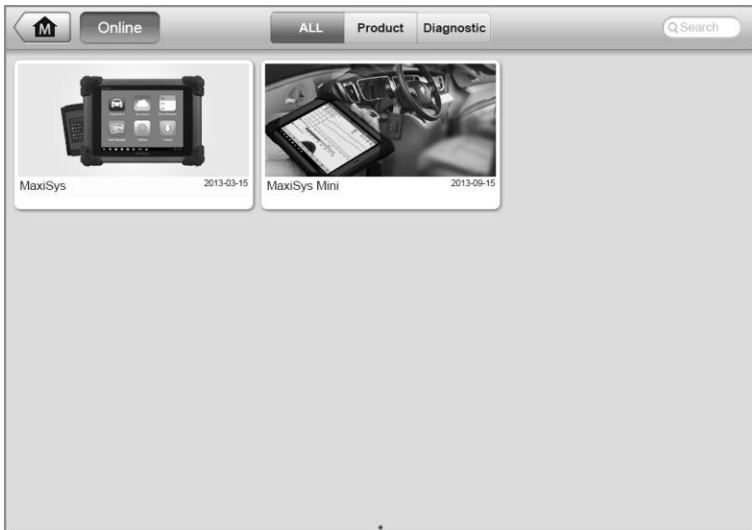 M
Online
ALL
Product
Diagnostic
Search
MaxiSys
2013-03-15
MaxiSys Mini
2013-09-15